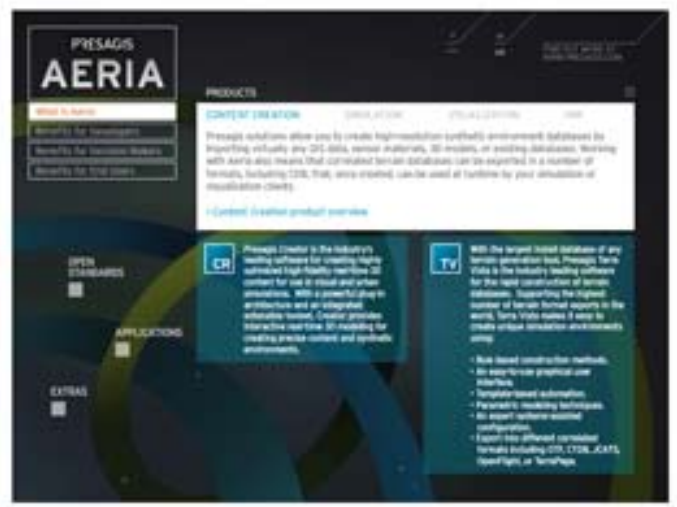 PRESAGIS
AERIA
What is Aeria
Benefits for Developers
Benefits for Decision Makers
Benefits for End Users
PRODUCTS
CONTENT CREATION
SIMULATION
VISUALIZATION
Presagis solutions allow you to create high-resolution synthetic environment databases by
importing virtually any GIS data, sensor materials, 3D models, or existing databases. Working
with Aeria also means that correlated terrain databases can be exported in a number of
formats, including CDB, that, once created, can be used at runtime by your simulation or
visualization clients.
Content Creation product overview
CR
Presagis Creator is the industry's
leading software for creating highly
optimized high fidelity real-time 3D
content for use in visual and urban
simulations. With a powerful plug-in
architecture and an integrated,
extensible toolset, Creator provides
interactive real-time 3D modeling for
creating precise content and synthetic
environments.
TV
With the largest installed database of any
terrain generation tool, Presagis Terra
Vista is the industry leading software
for the rapid construction of terrain
databases. Supporting the highest
number of terrain format exports in the
world, Terra Vista makes it easy to
create unique simulation environments
using:
• Rule based construction methods.
• An easy-to-use graphical user
interface.
• Template-based automation.
• Parametric modeling techniques.
• An expert systems-assisted
configuration.
• Export into different correlated
formats including OTF, CTDB, JCATS,
OpenFlight, or TerraPage.
OPEN
STANDARDS
APPLICATIONS
EXTRAS